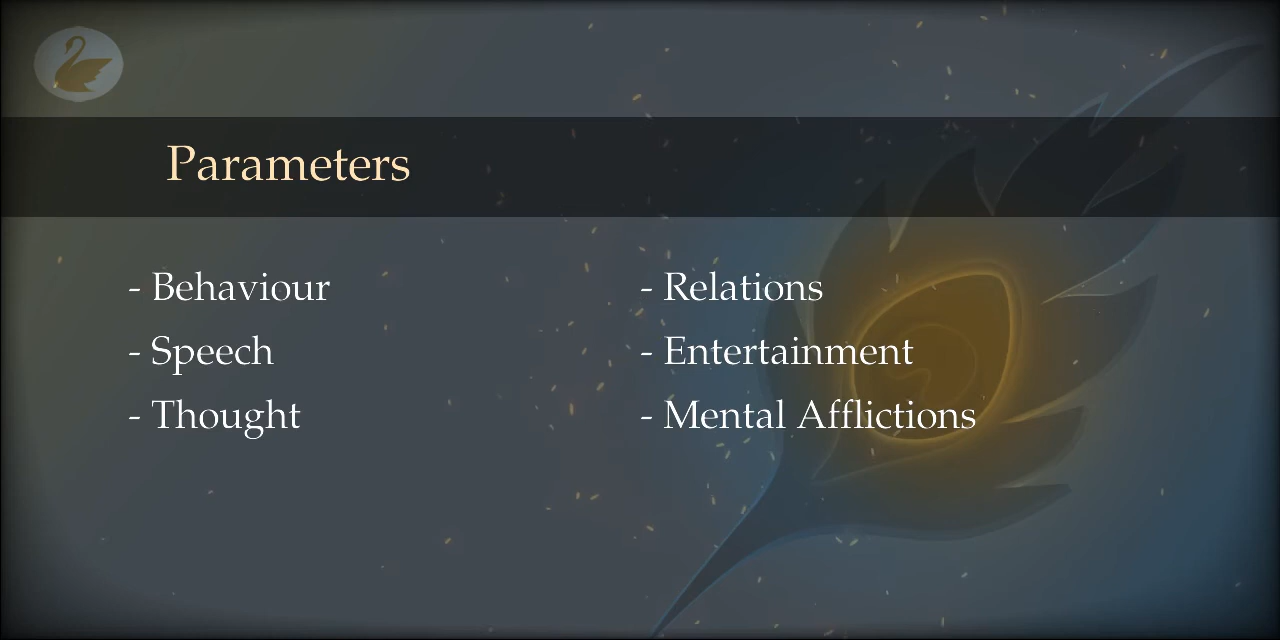 Parameters
- Behaviour
- Speech
- Thought
- Relations
- Entertainment
- Mental Afflictions